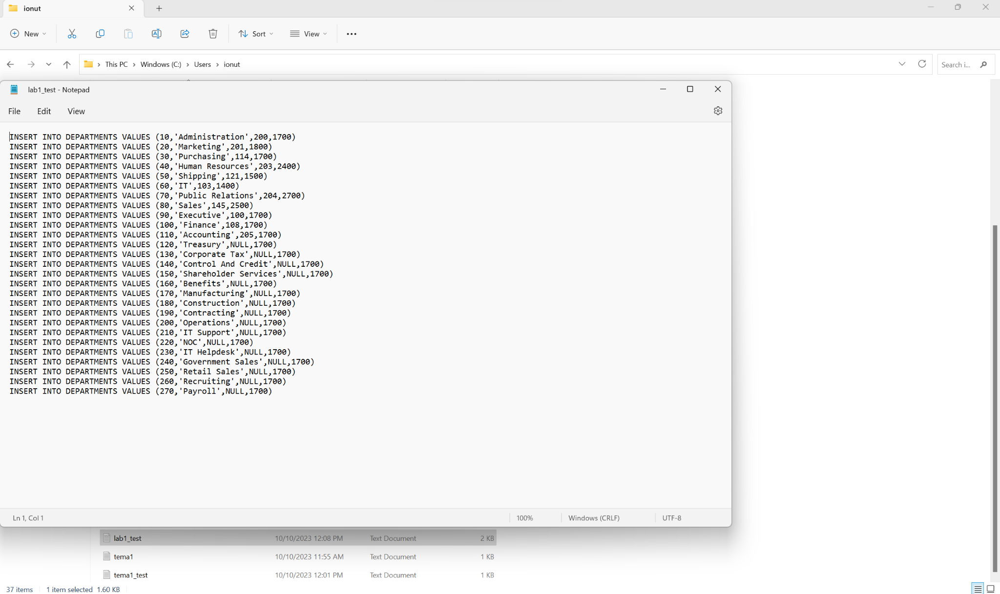 ionut
New
Sort
View
This PC > Windows (C:) > Users > ionut
Search i...
lab1_test - Notepad
File Edit View
INSERT INTO DEPARTMENTS VALUES (10,'Administration',200,1700)
INSERT INTO DEPARTMENTS VALUES (20,'Marketing',201,1800)
INSERT INTO DEPARTMENTS VALUES (30,'Purchasing',114,1700)
INSERT INTO DEPARTMENTS VALUES (40,'Human Resources',203,2400)
INSERT INTO DEPARTMENTS VALUES (50,'Shipping',121,1500)
INSERT INTO DEPARTMENTS VALUES (60,'IT',103,1400)
INSERT INTO DEPARTMENTS VALUES (70,'Public Relations',204,2700)
INSERT INTO DEPARTMENTS VALUES (80,'Sales',145,2500)
INSERT INTO DEPARTMENTS VALUES (90,'Executive',100,1700)
INSERT INTO DEPARTMENTS VALUES (100,'Finance',108,1700)
INSERT INTO DEPARTMENTS VALUES (110,'Accounting',205,1700)
INSERT INTO DEPARTMENTS VALUES (120,'Treasury',NULL,1700)
INSERT INTO DEPARTMENTS VALUES (130,'Corporate Tax',NULL,1700)
INSERT INTO DEPARTMENTS VALUES (140,'Control And Credit',NULL,1700)
INSERT INTO DEPARTMENTS VALUES (150,'Shareholder Services',NULL,1700)
INSERT INTO DEPARTMENTS VALUES (160,'Benefits',NULL,1700)
INSERT INTO DEPARTMENTS VALUES (170,'Manufacturing',NULL,1700)
INSERT INTO DEPARTMENTS VALUES (180,'Construction',NULL,1700)
INSERT INTO DEPARTMENTS VALUES (190,'Contracting',NULL,1700)
INSERT INTO DEPARTMENTS VALUES (200,'Operations',NULL,1700)
INSERT INTO DEPARTMENTS VALUES (210,'IT Support',NULL,1700)
INSERT INTO DEPARTMENTS VALUES (220,'NOC',NULL,1700)
INSERT INTO DEPARTMENTS VALUES (230,'IT Helpdesk',NULL,1700)
INSERT INTO DEPARTMENTS VALUES (240,'Government Sales',NULL,1700)
INSERT INTO DEPARTMENTS VALUES (250,'Retail Sales',NULL,1700)
INSERT INTO DEPARTMENTS VALUES (260,'Recruiting',NULL,1700)
INSERT INTO DEPARTMENTS VALUES (270,'Payroll',NULL,1700)
Ln 1, Col 1 100% Windows (CRLF) UTF-8
lab1_test 10/10/2023 12:08 PM Text Document 2 KB
tema1 10/10/2023 11:55 AM Text Document 1 KB
tema1_test 10/10/2023 12:01 PM Text Document 1 KB
37 items 1 item selected 1.60 KB